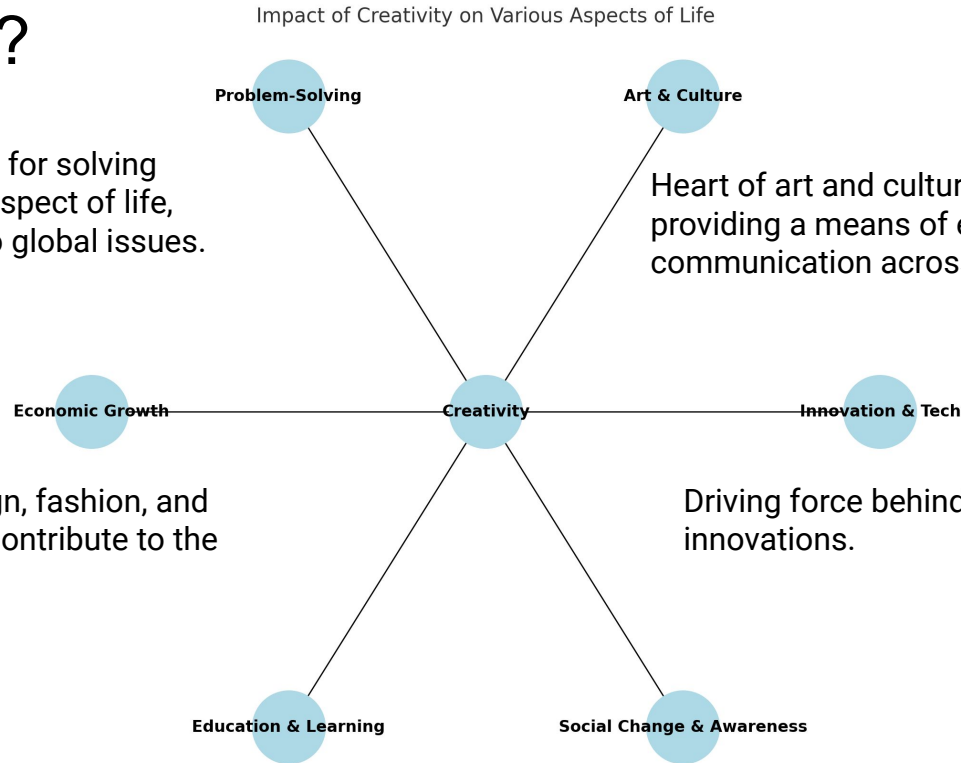 ?
Impact of Creativity on Various Aspects of Life
Problem-Solving
Art & Culture
for solving
spect of life,
global issues.
Heart of art and cultur
providing a means of e
communication acros
Economic Growth
Creativity
Innovation & Tech
gn, fashion, and
ontribute to the
Driving force behind
innovations.
Education & Learning
Social Change & Awareness